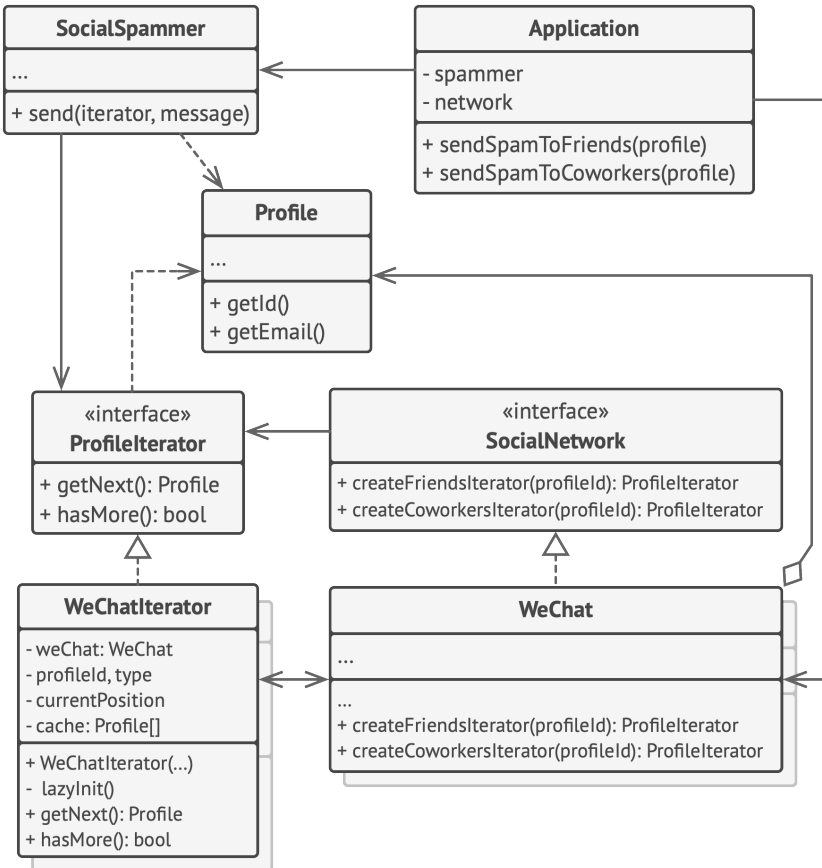 SocialSpammer
...
+ send(iterator, message)
Application
- spammer
- network
+ sendSpamToFriends(profile)
+ sendSpamToCoworkers(profile)
Profile
...
+ getId()
+ getEmail()
«interface»
ProfileIterator
+ getNext(): Profile
+ hasMore(): bool
«interface»
SocialNetwork
+ createFriendsIterator(profileId): ProfileIterator
+ createCoworkersIterator(profileId): ProfileIterator
WeChatIterator
- weChat: WeChat
- profileId, type
- currentPosition
- cache: Profile[]
+ WeChatIterator(...)
- lazyInit()
+ getNext(): Profile
+ hasMore(): bool
WeChat
...
...
+ createFriendsIterator(profileId): ProfileIterator
+ createCoworkersIterator(profileId): ProfileIterator